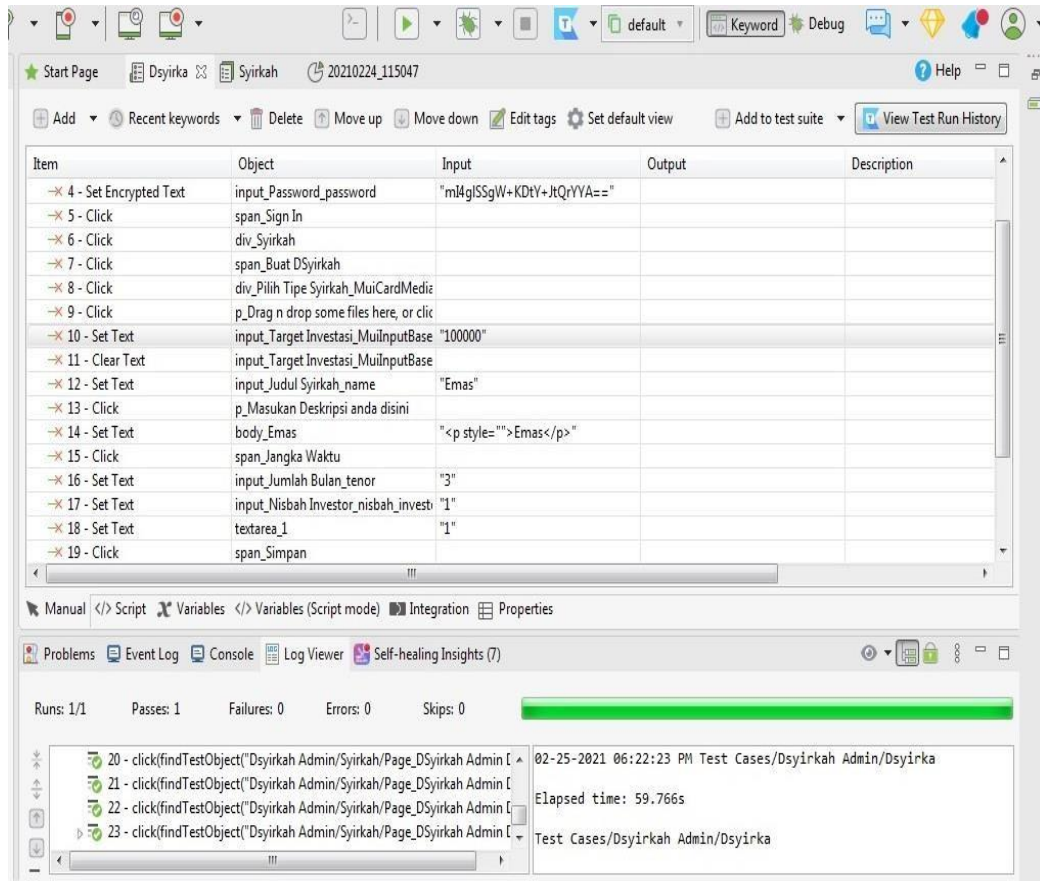 default Keyword Debug
Start Page Dsyirka Syirkah 20210224_115047 Help
Add Recent keywords Delete Move up Move down Edit tags Set default view Add to test suite View Test Run History
Item Object Input Output Description
4 - Set Encrypted Text input_Password_password "mI4glSSgW+KDtY+JtQrYYA=="
5 - Click span_Sign In
6 - Click div_Syirkah
7 - Click span_Buat DSyirkah
8 - Click div_Pilih Tipe Syirkah_MuiCardMedia
9 - Click p_Drag n drop some files here, or clic
10 - Set Text input_Target Investasi_MuiInputBase "100000"
11 - Clear Text input_Target Investasi_MuiInputBase
12 - Set Text input_Judul Syirkah_name "Emas"
13 - Click p_Masukan Deskripsi anda disini
14 - Set Text body_Emas "<p style="">Emas</p>"
15 - Click span_Jangka Waktu
16 - Set Text input_Jumlah Bulan_tenor "3"
17 - Set Text input_Nisbah Investor_nisbah_invest "1"
18 - Set Text textarea_1 "1"
19 - Click span_Simpan
Manual </> Script Variables </> Variables (Script mode) Integration Properties
Problems Event Log Console Log Viewer Self-healing Insights (7)
Runs: 1/1 Passes: 1 Failures: 0 Errors: 0 Skips: 0
20 - click(findTestObject("Dsyirkah Admin/Syirkah/Page_DSyirkah Admin D
21 - click(findTestObject("Dsyirkah Admin/Syirkah/Page_DSyirkah Admin D
22 - click(findTestObject("Dsyirkah Admin/Syirkah/Page_DSyirkah Admin D
23 - click(findTestObject("Dsyirkah Admin/Syirkah/Page_DSyirkah Admin D
02-25-2021 06:22:23 PM Test Cases/Dsyirkah Admin/Dsyirka
Elapsed time: 59.766s
Test Cases/Dsyirkah Admin/Dsyirka